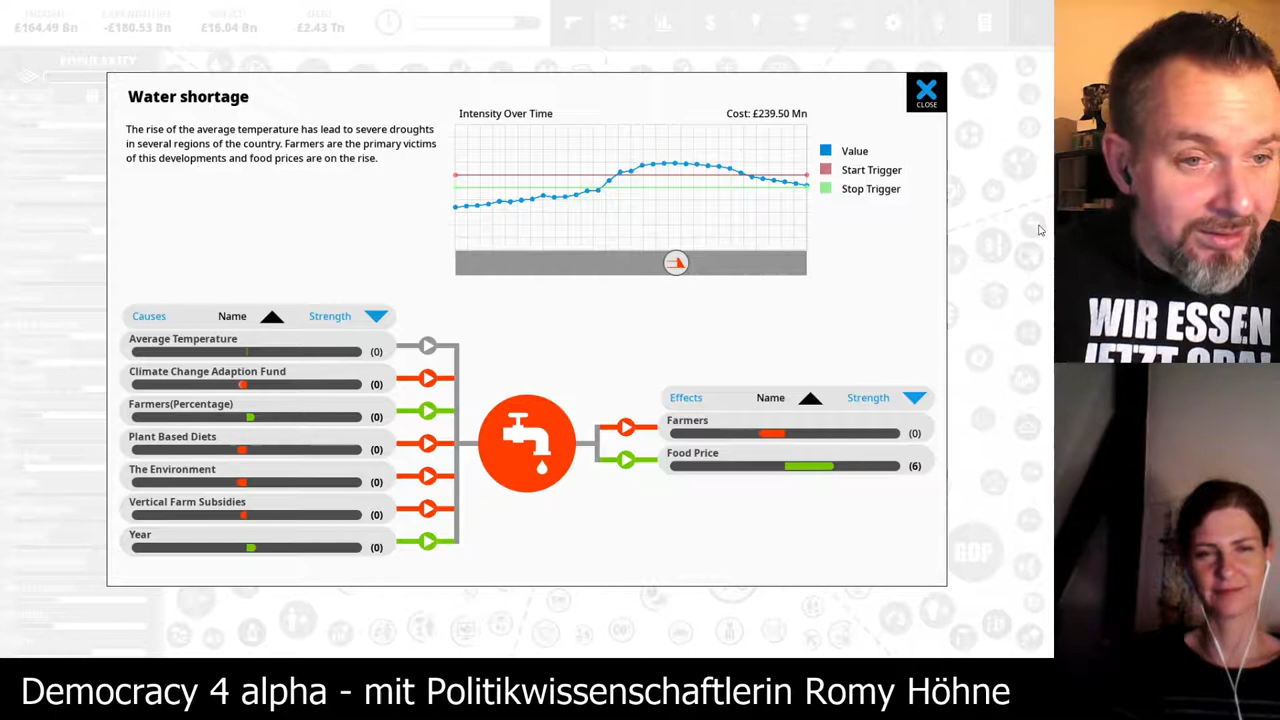 £164.49 Bn
-£180.53 Bn
£16.04 Bn
£2.43 Tn
Water shortage
CLOSE
The rise of the average temperature has lead to severe droughts
in several regions of the country. Farmers are the primary victims
of this developments and food prices are on the rise.
Intensity Over Time
Cost: £239.50 Mn
Value
Start Trigger
Stop Trigger
Causes Name Strength
Average Temperature
(0)
Climate Change Adaption Fund
(0)
Farmers(Percentage)
(0)
Plant Based Diets
(0)
The Environment
(0)
Vertical Farm Subsidies
(0)
Year
(0)
Effects Name Strength
Farmers
(0)
Food Price
(6)
GDP
WIR ESSEN
Democracy 4 alpha - mit Politikwissenschaftlerin Romy Höhne